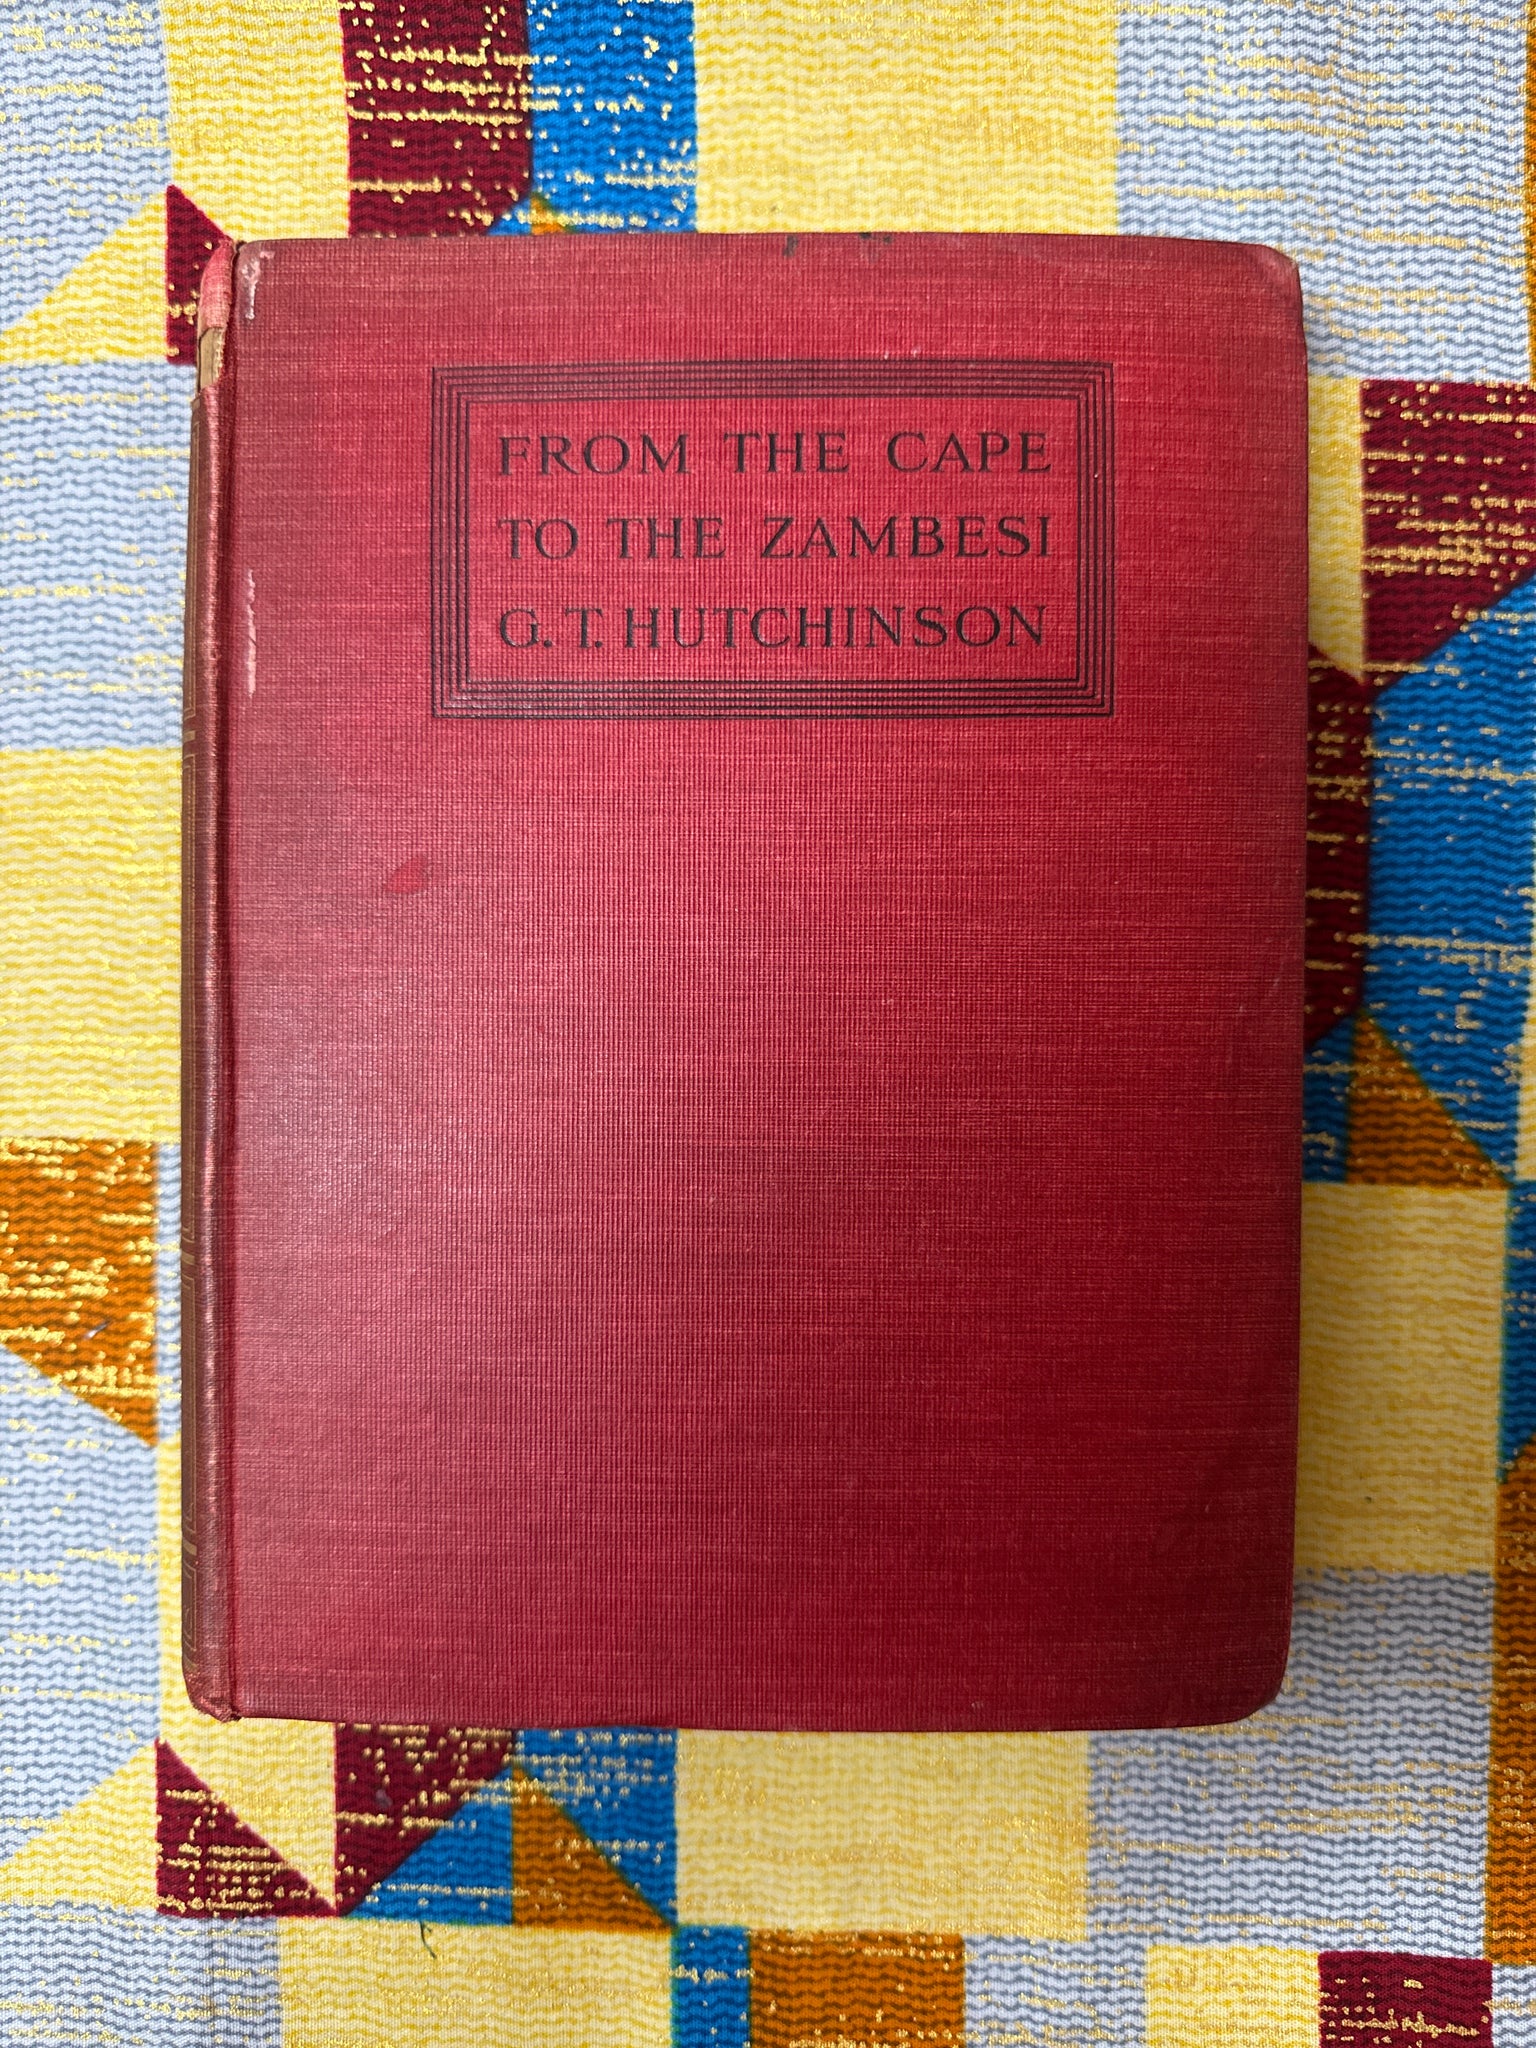 FROM THE CAPE
TO THE ZAMBESI
G. T. HUTCHINSON